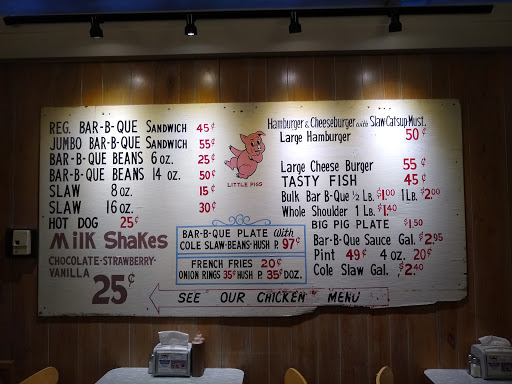 REG. BAR-B-QUE SANDWICH 45¢
JUMBO BAR-B-QUE SANDWICH 55¢
BAR-B-QUE BEANS 6 oz. 25¢
BAR-B-QUE BEANS 14 oz. 50¢
SLAW 8 oz. 15¢
SLAW 16 oz. 30¢
HOT DOG 25¢
Milk Shakes
CHOCOLATE-STRAWBERRY-
VANILLA 25¢
LITTLE PIGS
BAR-B-QUE PLATE With
COLE SLAW-BEANS-HUSH P. 97¢
FRENCH FRIES 20¢
ONION RINGS 35¢ HUSH P. 35¢ DOZ.
Hamburger & Cheeseburger with Slaw Catsup Must.
Large Hamburger 50¢
Large Cheese Burger 55¢
TASTY FISH 45¢
Bulk Bar B-Que ½ Lb. $1.00 1 Lb. $2.00
Whole Shoulder 1 Lb. $1.40
BIG PIG PLATE $1.50
Bar-B-Que Sauce Gal. $2.95
Pint 49¢ 4 oz. 20¢
Cole Slaw Gal. $2.40
SEE OUR CHICKEN MENU